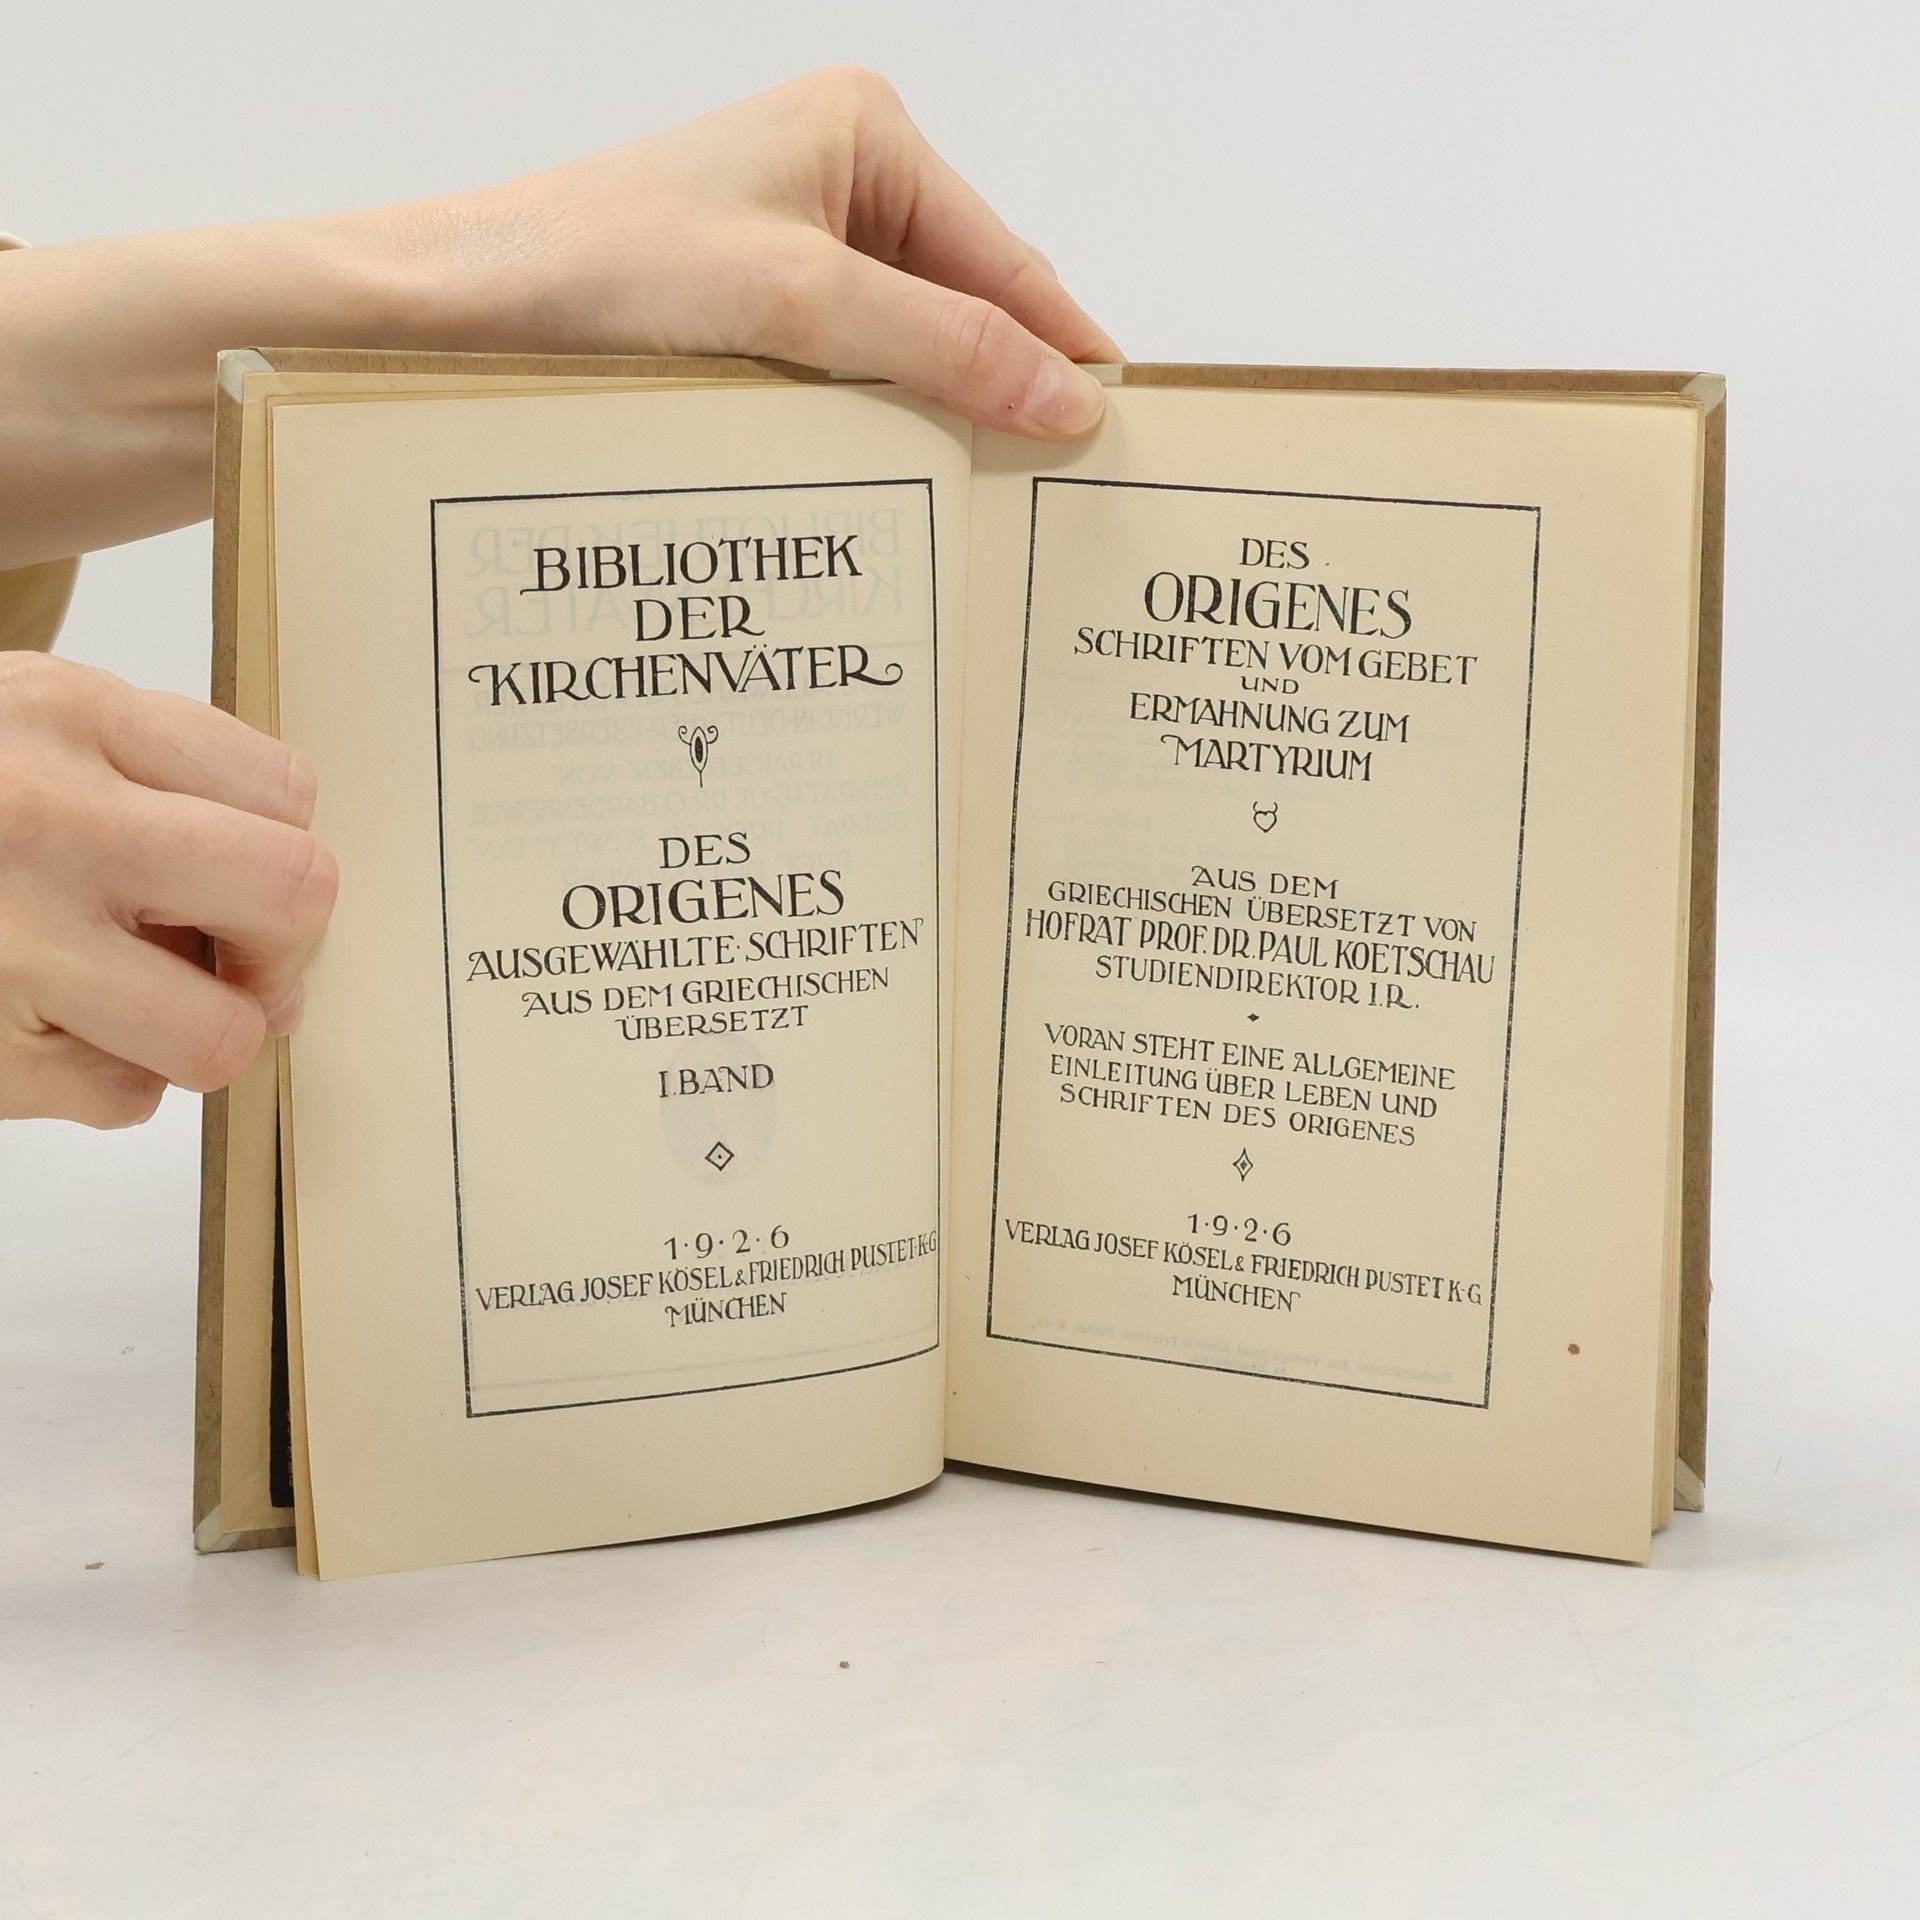 BIBLIOTHEK
DER
KIRCHENVÄTER
DES
ORIGENES
AUSGEWÄHLTE·SCHRIFTEN
AUS DEM GRIECHISCHEN
ÜBERSETZT
I.BAND
1·9·2·6
VERLAG JOSEF KÖSEL & FRIEDRICH PUSTET·K·G
MÜNCHEN
DES
ORIGENES
SCHRIFTEN VOM GEBET
UND
ERMAHNUNG ZUM
MARTYRIUM
AUS DEM
GRIECHISCHEN ÜBERSETZT VON
HOFRAT PROF. DR. PAUL KOETSCHAU
STUDIENDIREKTOR I.R.
VORAN STEHT EINE ALLGEMEINE
EINLEITUNG ÜBER LEBEN UND
SCHRIFTEN DES ORIGENES
1·9·2·6
VERLAG JOSEF KÖSEL & FRIEDRICH PUSTET K·G
MÜNCHEN